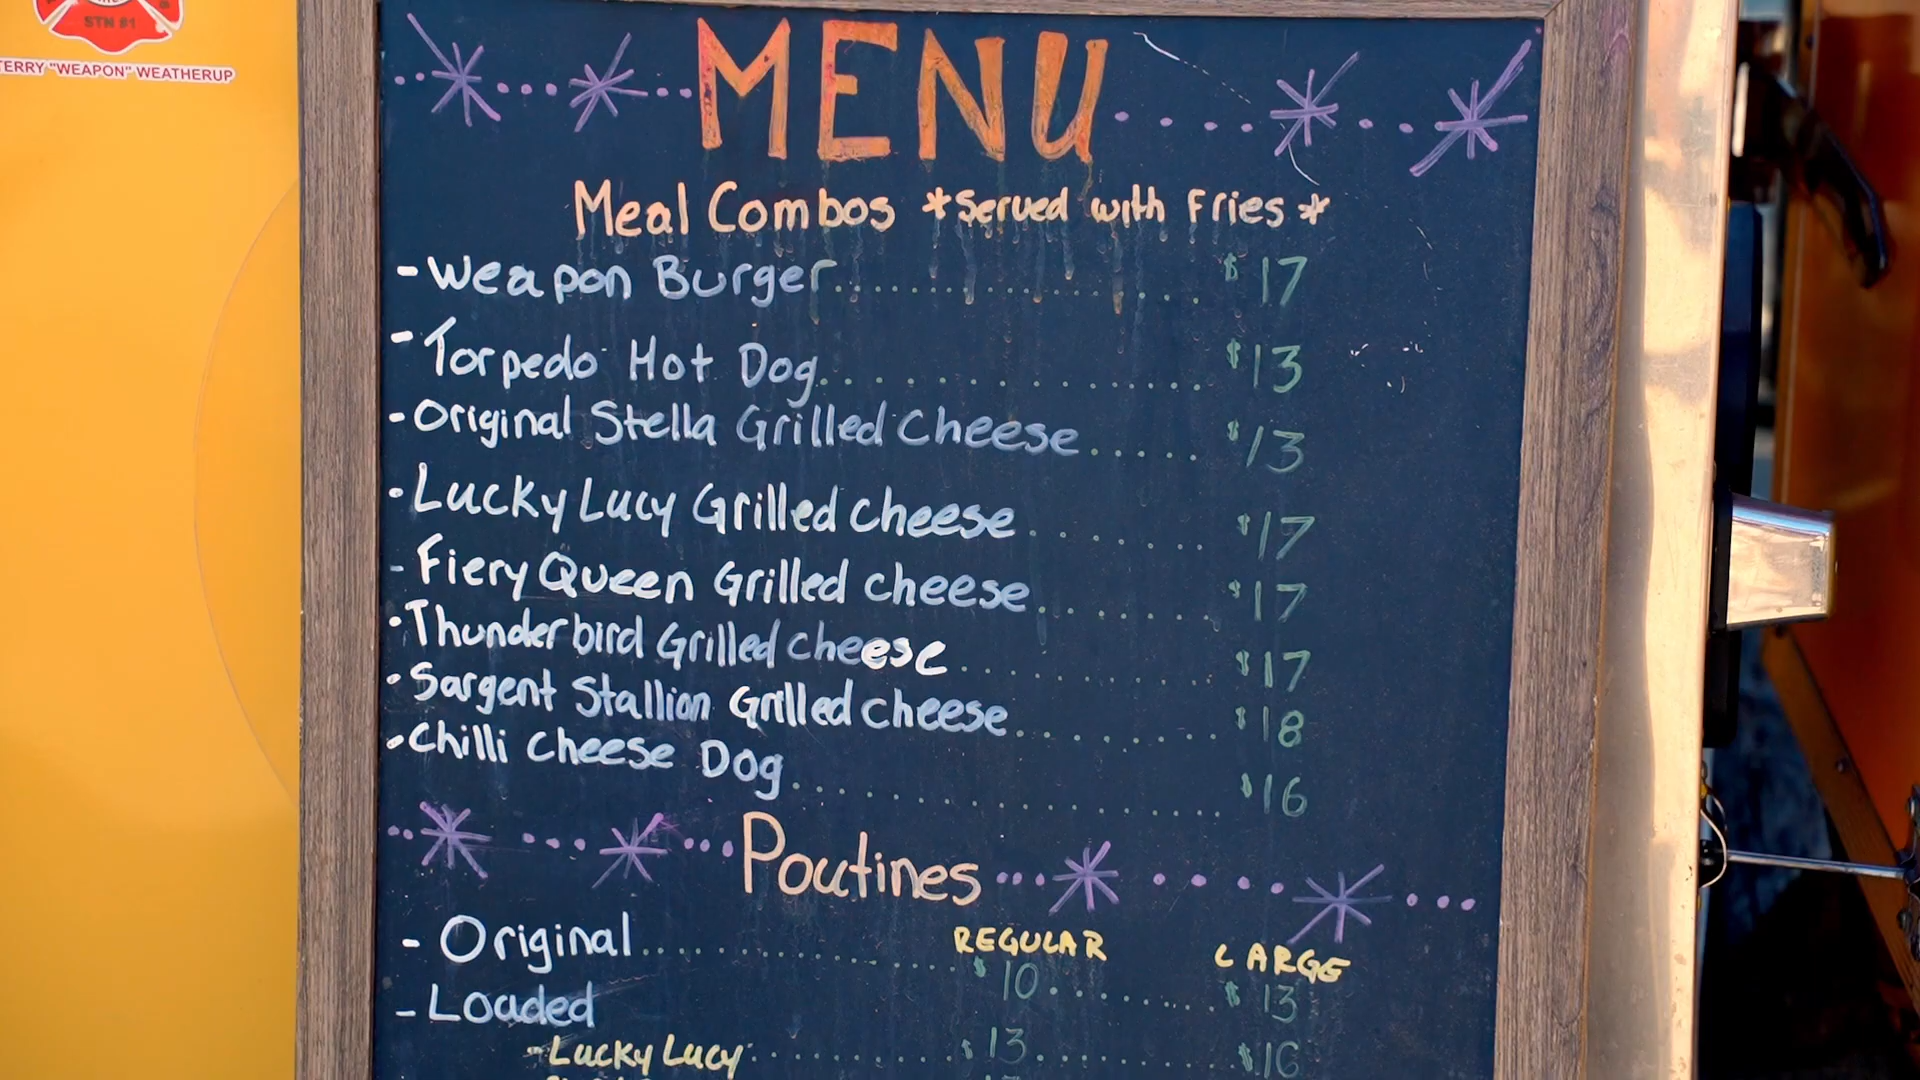 STN #1
TERRY "WEAPON" WEATHERUP
MENU
Meal Combos *Served with Fries*
- Weapon Burger.......... $17
- Torpedo Hot Dog.......... $13
- Original Stella Grilled Cheese...... $13
- Lucky Lucy Grilled Cheese....... $17
- Fiery Queen Grilled Cheese....... $17
- Thunderbird Grilled Cheese....... $17
- Sargent Stallion Grilled Cheese....... $18
- Chilli Cheese Dog.......... $16
Poutines
REGULAR LARGE
- Original.......... $10.......... $13
- Loaded
- Lucky Lucy.......... $13.......... $16